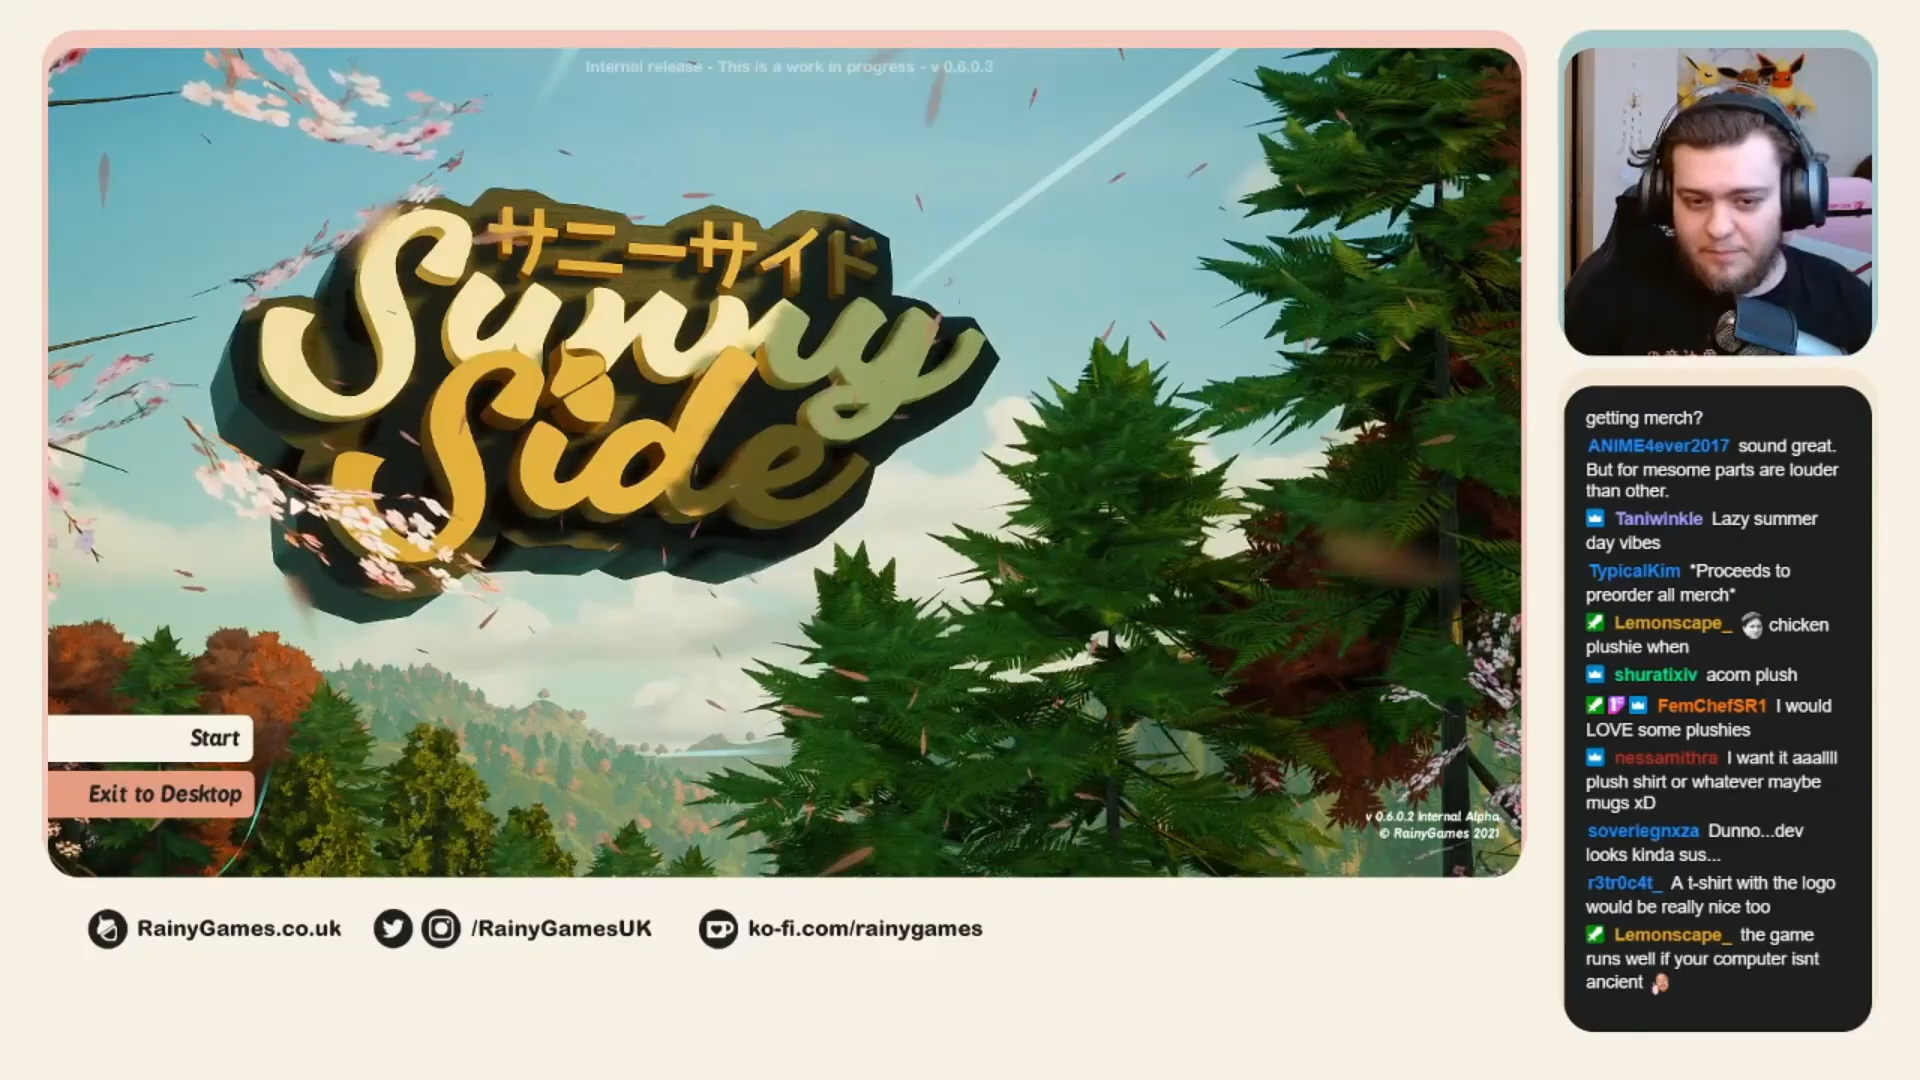 Internal release - This is a work in progress - v 0.6.0.3
サニーサイド
Sunny
Side
Start
Exit to Desktop
v 0.6.0.2 Internal Alpha
© RainyGames 2021
RainyGames.co.uk
/RainyGamesUK
ko-fi.com/rainygames
getting merch?
ANIME4ever2017 sound great.
But for mesome parts are louder
than other.
Taniwinkle Lazy summer
day vibes
TypicalKim *Proceeds to
preorder all merch*
Lemonscape_ chicken
plushie when
shuratixiv acorn plush
FemChefSR1 I would
LOVE some plushies
nessamithra I want it aaallll
plush shirt or whatever maybe
mugs xD
soveriegnxza Dunno...dev
looks kinda sus...
r3tr0c4t_ A t-shirt with the logo
would be really nice too
Lemonscape_ the game
runs well if your computer isnt
ancient